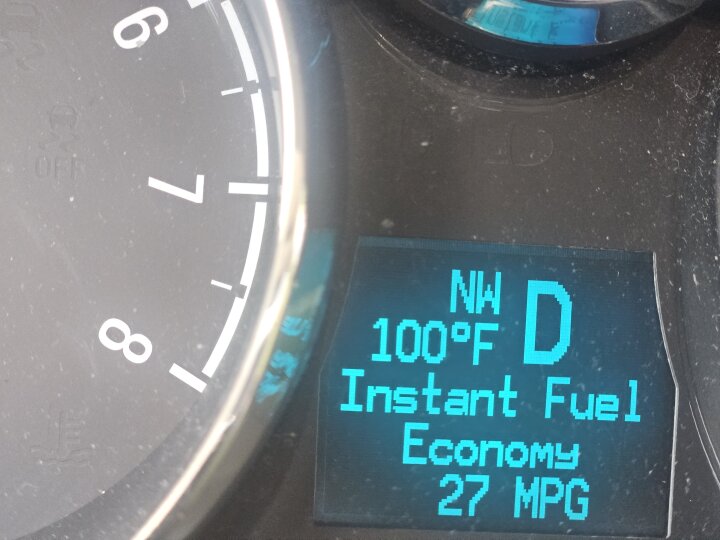 6
7
8
OFF
NW
100°F D
Instant Fuel
Economy
27 MPG